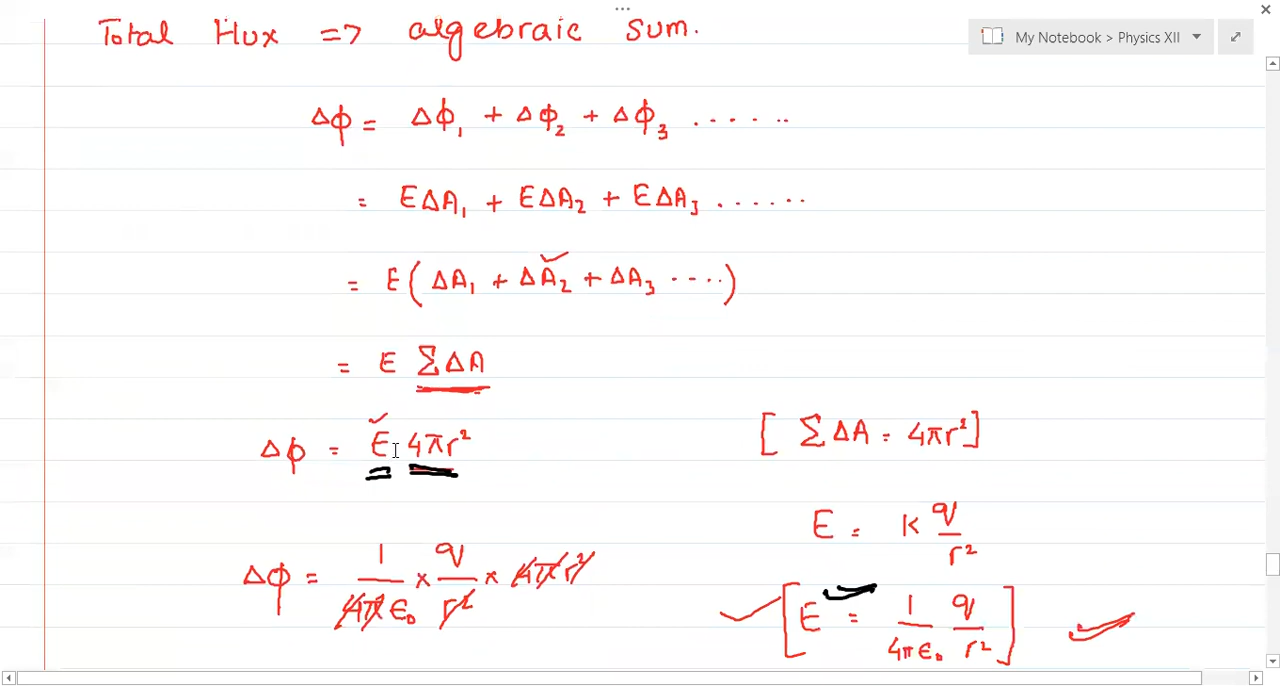 Total Flux => algebraic sum.
My Notebook > Physics XII
Δϕ = Δϕ₁ + Δϕ₂ + Δϕ₃ ......
= EΔA₁ + EΔA₂ + EΔA₃ ......
= E(ΔA₁ + ΔA₂ + ΔA₃ ....)
= E ΣΔA
Δϕ = E 4πr²
[ ΣΔA = 4πr² ]
E = K q/r²
Δϕ = 1/4πε₀ × q/r² × 4πr²
[ E = 1/4πε₀ q/r² ]